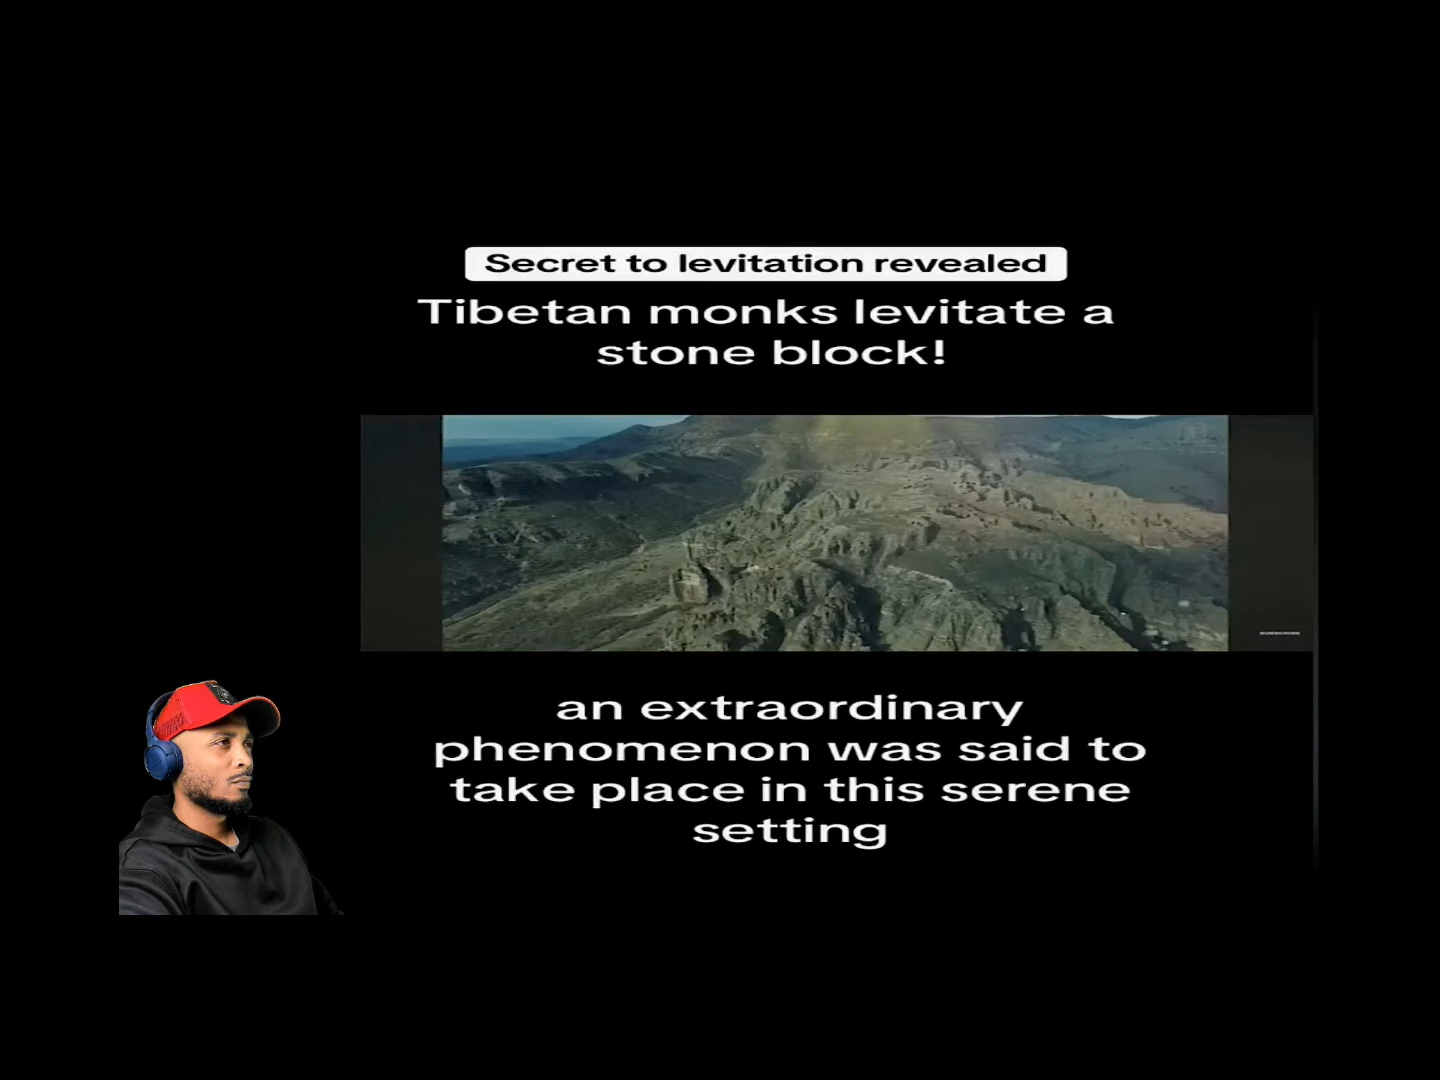 Secret to levitation revealed
Tibetan monks levitate a
stone block!
SUBSCRIBE
an extraordinary
phenomenon was said to
take place in this serene
setting